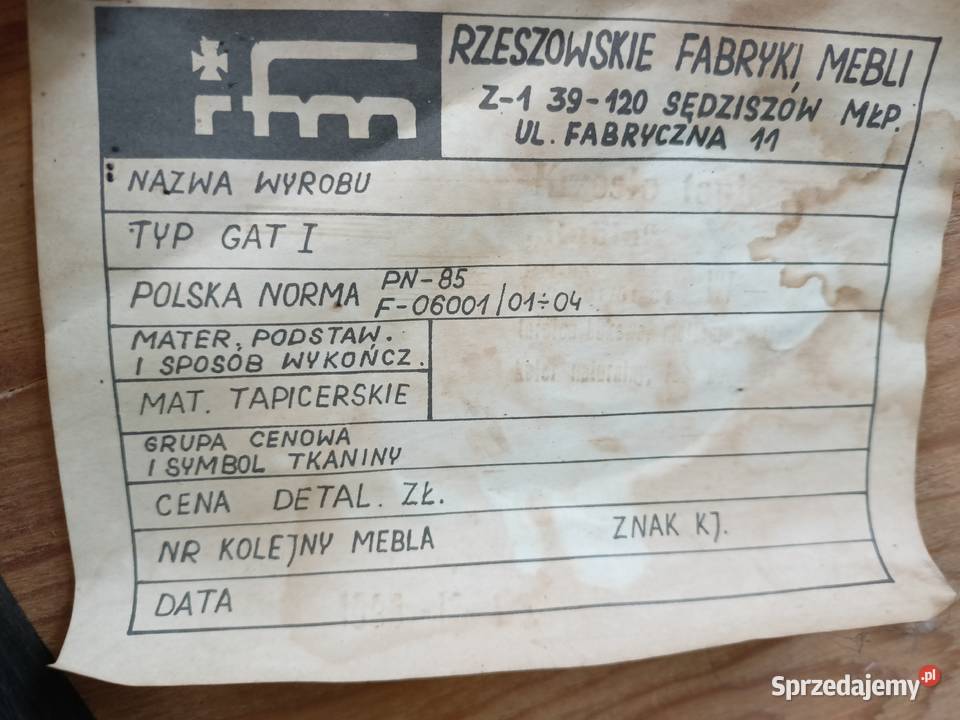 rfm
RZESZOWSKIE FABRYKI MEBLI
Z-1 39-120 SĘDZISZÓW MŁP.
UL. FABRYCZNA 11
NAZWA WYROBU
TYP GAT I
POLSKA NORMA PN-85
F-06001/01÷04
MATER. PODSTAW.
I SPOSÓB WYKOŃCZ.
MAT. TAPICERSKIE
GRUPA CENOWA
I SYMBOL TKANINY
CENA DETAL. ZŁ.
NR KOLEJNY MEBLA ZNAK KJ.
DATA
Sprzedajemy.pl